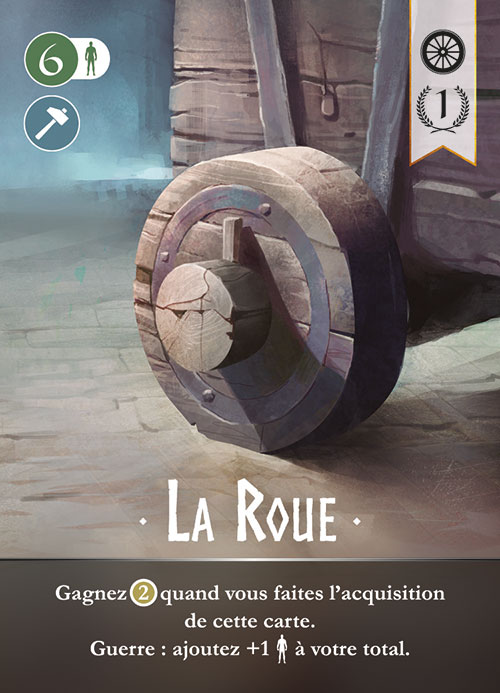 6
1
· La Roue ·
Gagnez 2 quand vous faites l'acquisition
de cette carte.
Guerre : ajoutez +1 à votre total.